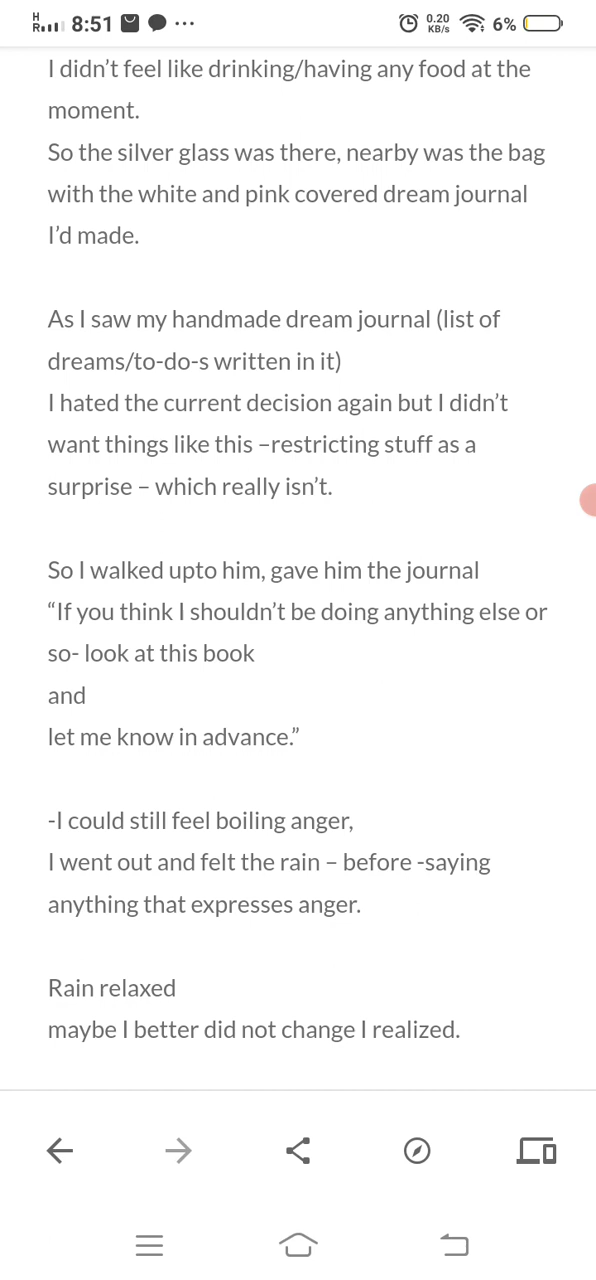 H
R
8:51
0.20
KB/s
6%
I didn’t feel like drinking/having any food at the
moment.
So the silver glass was there, nearby was the bag
with the white and pink covered dream journal
I’d made.
As I saw my handmade dream journal (list of
dreams/to-do-s written in it)
I hated the current decision again but I didn’t
want things like this –restricting stuff as a
surprise – which really isn’t.
So I walked upto him, gave him the journal
“If you think I shouldn’t be doing anything else or
so- look at this book
and
let me know in advance.”
-I could still feel boiling anger,
I went out and felt the rain – before -saying
anything that expresses anger.
Rain relaxed
maybe I better did not change I realized.